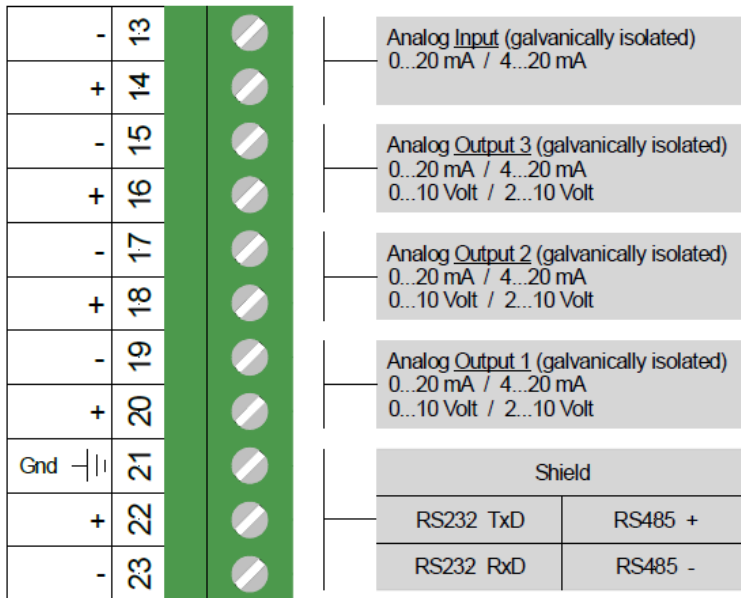 - 13
+ 14
Analog Input (galvanically isolated)
0...20 mA / 4...20 mA
- 15
+ 16
Analog Output 3 (galvanically isolated)
0...20 mA / 4...20 mA
0...10 Volt / 2...10 Volt
- 17
+ 18
Analog Output 2 (galvanically isolated)
0...20 mA / 4...20 mA
0...10 Volt / 2...10 Volt
- 19
+ 20
Analog Output 1 (galvanically isolated)
0...20 mA / 4...20 mA
0...10 Volt / 2...10 Volt
Gnd 21
+ 22
- 23
Shield
RS232 TxD RS485 +
RS232 RxD RS485 -